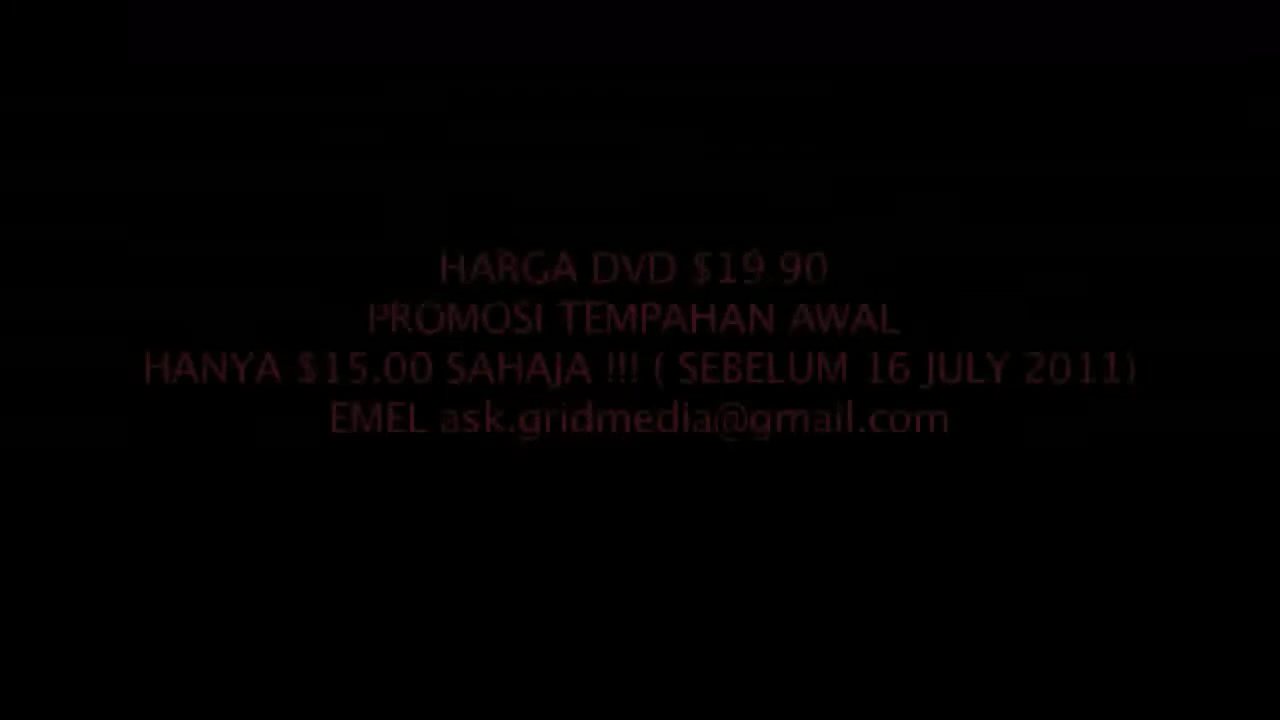 HARGA DVD $19.90
PROMOSI TEMPAHAN AWAL
HANYA $15.00 SAHAJA !!! ( SEBELUM 16 JULY 2011)
EMEL ask.gridmedia@gmail.com